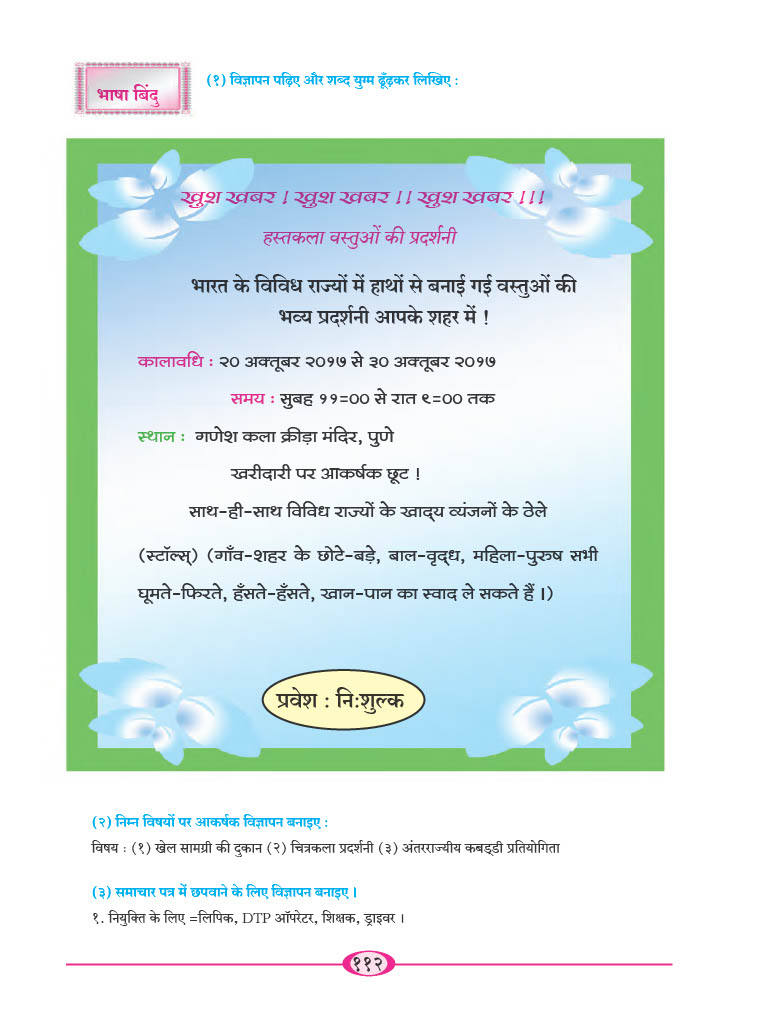 भाषा बिंदु
(१) विज्ञापन पढ़िए और शब्द युग्म ढूँढ़कर लिखिए :
खुश खबर ! खुश खबर !! खुश खबर !!!
हस्तकला वस्तुओं की प्रदर्शनी
भारत के विविध राज्यों में हाथों से बनाई गई वस्तुओं की
भव्य प्रदर्शनी आपके शहर में !
कालावधि : २० अक्तूबर २०१७ से ३० अक्तूबर २०१७
समय : सुबह ११=०० से रात ९=०० तक
स्थान : गणेश कला क्रीड़ा मंदिर, पुणे
खरीदारी पर आकर्षक छूट !
साथ-ही-साथ विविध राज्यों के खाद्‌य व्यंजनों के ठेले
(स्टॉल्स्) (गाँव-शहर के छोटे-बड़े, बाल-वृद्‌ध, महिला-पुरुष सभी
घूमते-फिरते, हँसते-हँसते, खान-पान का स्वाद ले सकते हैं ।)
प्रवेश : निःशुल्क
(२) निम्न विषयों पर आकर्षक विज्ञापन बनाइए :
विषय : (१) खेल सामग्री की दुकान (२) चित्रकला प्रदर्शनी (३) अंतरराज्यीय कबड्‌डी प्रतियोगिता
(३) समाचार पत्र में छपवाने के लिए विज्ञापन बनाइए ।
१. नियुक्ति के लिए =लिपिक, DTP ऑपरेटर, शिक्षक, ड्राइवर ।
११२